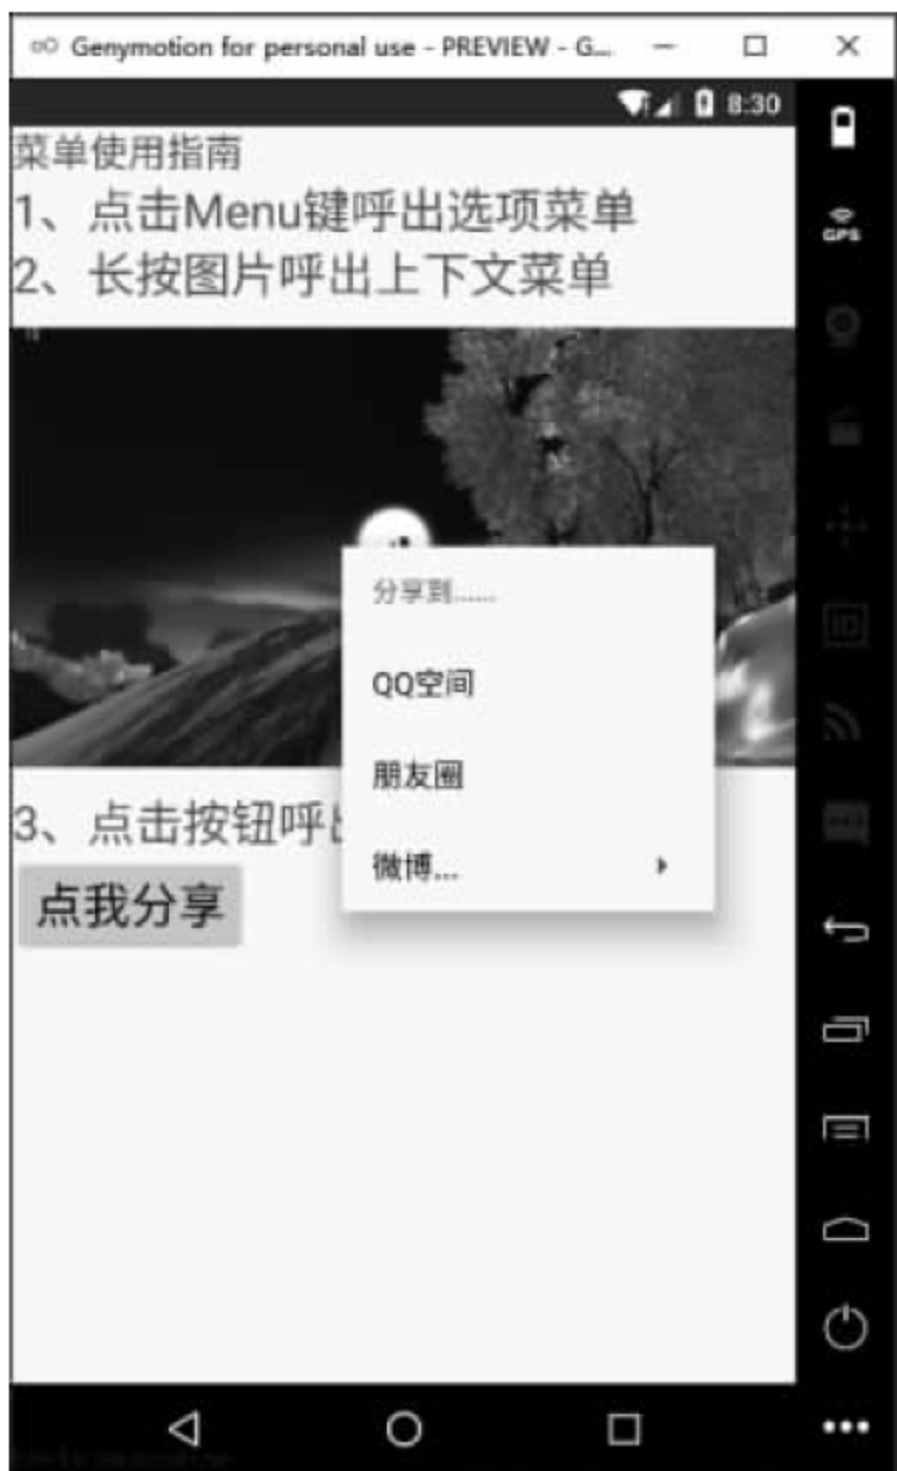 Genymotion for personal use - PREVIEW - G...
8:30
菜单使用指南
1、点击Menu键呼出选项菜单
2、长按图片呼出上下文菜单
分享到......
QQ空间
朋友圈
微博...
3、点击按钮呼出
点我分享
GPS
ID